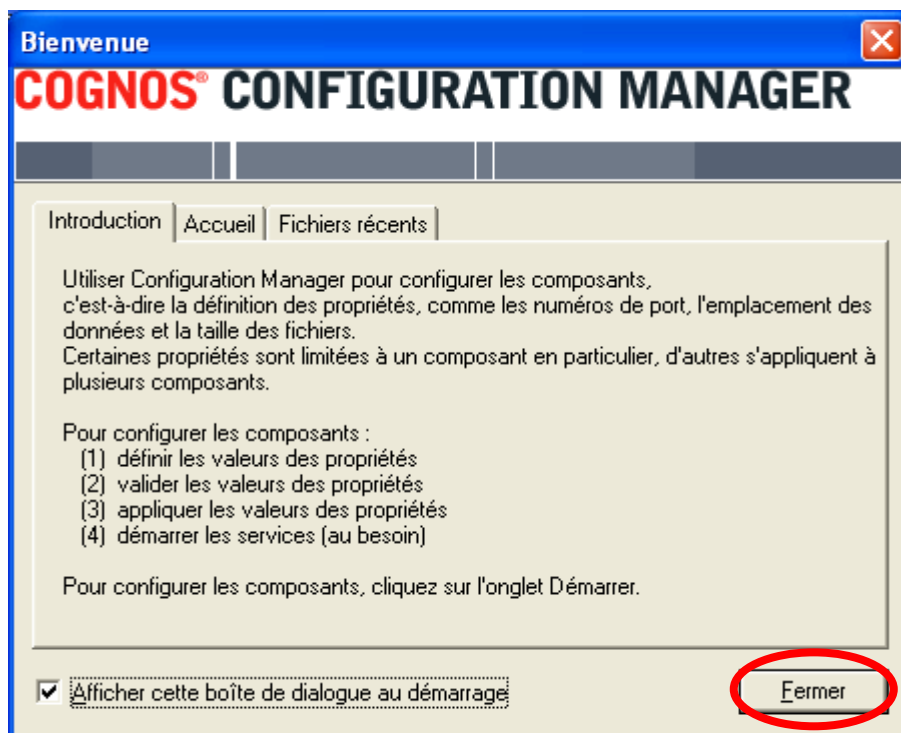 Bienvenue
COGNOS® CONFIGURATION MANAGER
Introduction Accueil Fichiers récents
Utiliser Configuration Manager pour configurer les composants,
c'est-à-dire la définition des propriétés, comme les numéros de port, l'emplacement des
données et la taille des fichiers.
Certaines propriétés sont limitées à un composant en particulier, d'autres s'appliquent à
plusieurs composants.
Pour configurer les composants :
(1) définir les valeurs des propriétés
(2) valider les valeurs des propriétés
(3) appliquer les valeurs des propriétés
(4) démarrer les services (au besoin)
Pour configurer les composants, cliquez sur l'onglet Démarrer.
Afficher cette boîte de dialogue au démarrage Fermer